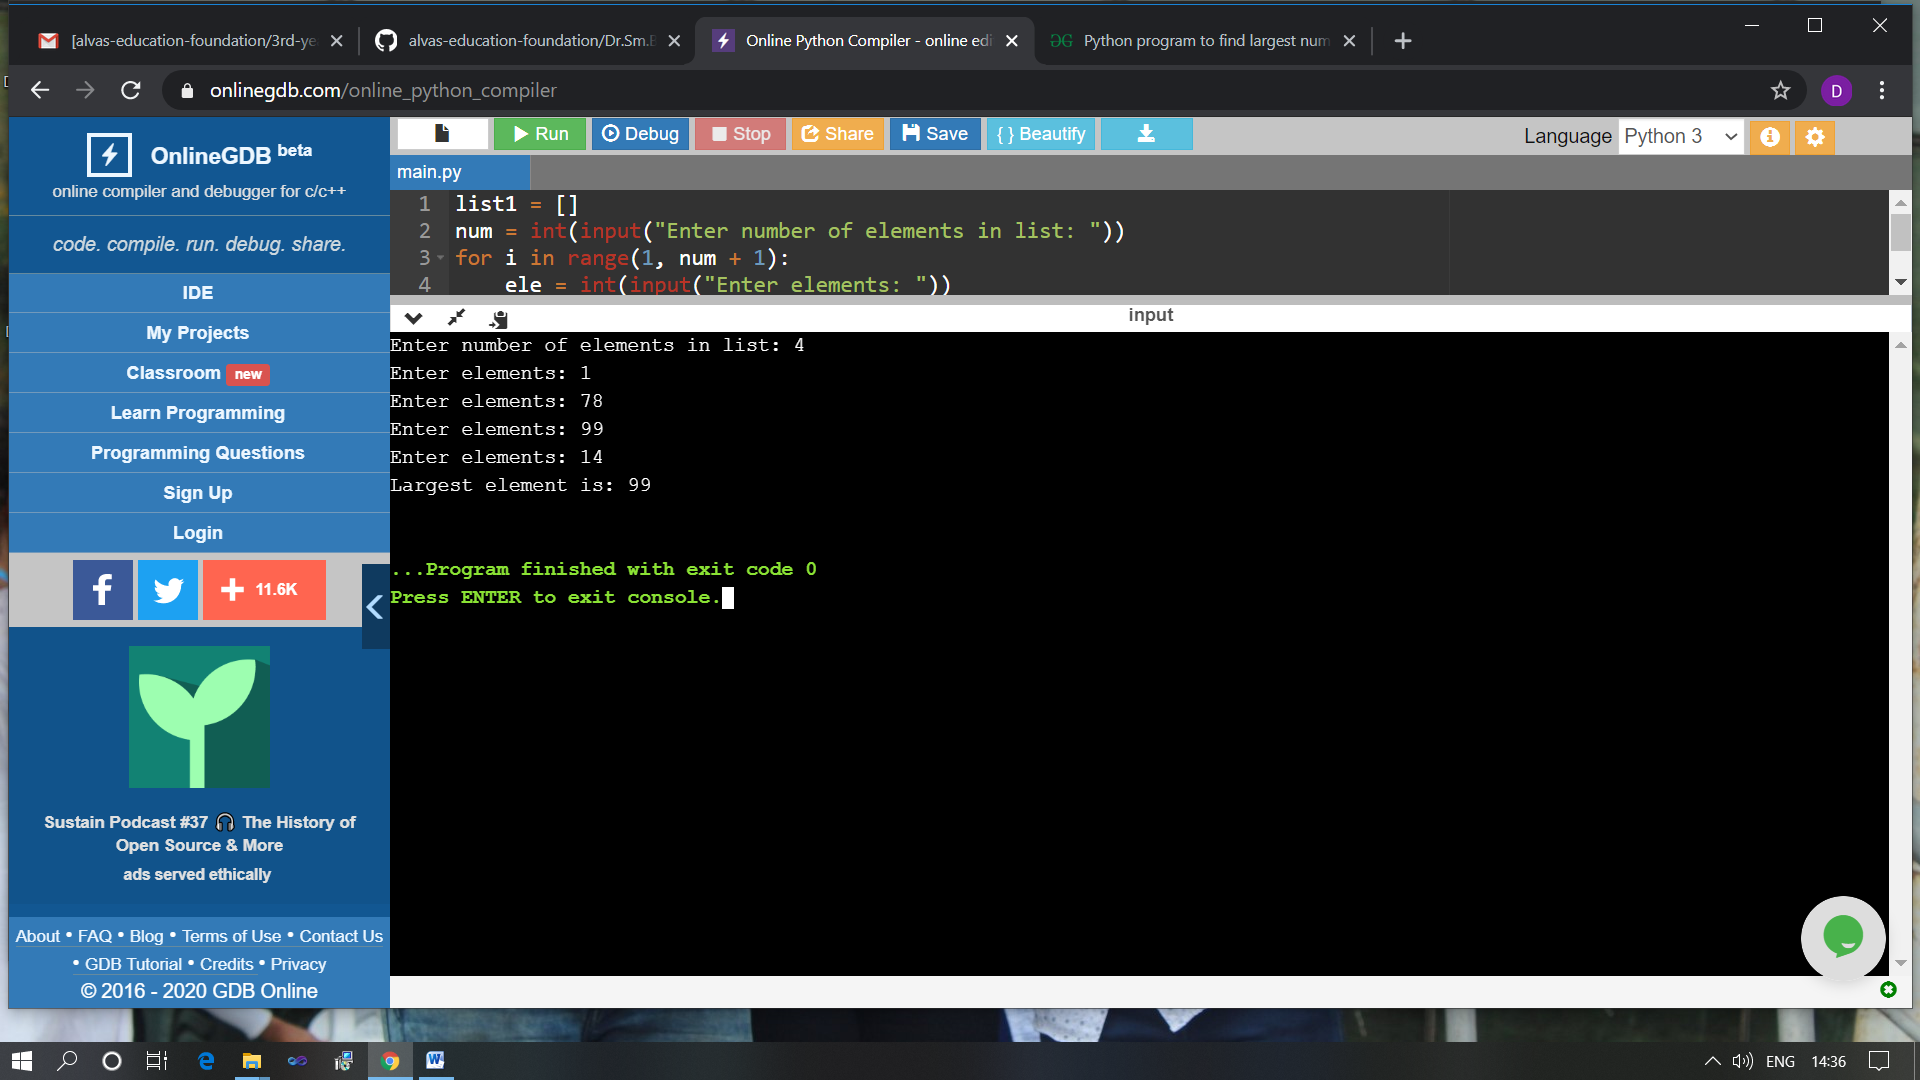 [alvas-education-foundation/3rd-ye
alvas-education-foundation/Dr.Sm.B
Online Python Compiler - online edi
Python program to find largest num
onlinegdb.com/online_python_compiler
D
OnlineGDB beta
online compiler and debugger for c/c++
code. compile. run. debug. share.
IDE
My Projects
Classroom new
Learn Programming
Programming Questions
Sign Up
Login
11.6K
Sustain Podcast #37 🎧 The History of
Open Source & More
ads served ethically
About • FAQ • Blog • Terms of Use • Contact Us
• GDB Tutorial • Credits • Privacy
© 2016 - 2020 GDB Online
Run Debug Stop Share Save { } Beautify
Language Python 3
main.py
1 list1 = []
2 num = int(input("Enter number of elements in list: "))
3 for i in range(1, num + 1):
4     ele = int(input("Enter elements: "))
input
Enter number of elements in list: 4
Enter elements: 1
Enter elements: 78
Enter elements: 99
Enter elements: 14
Largest element is: 99
...Program finished with exit code 0
Press ENTER to exit console.
ENG 14:36